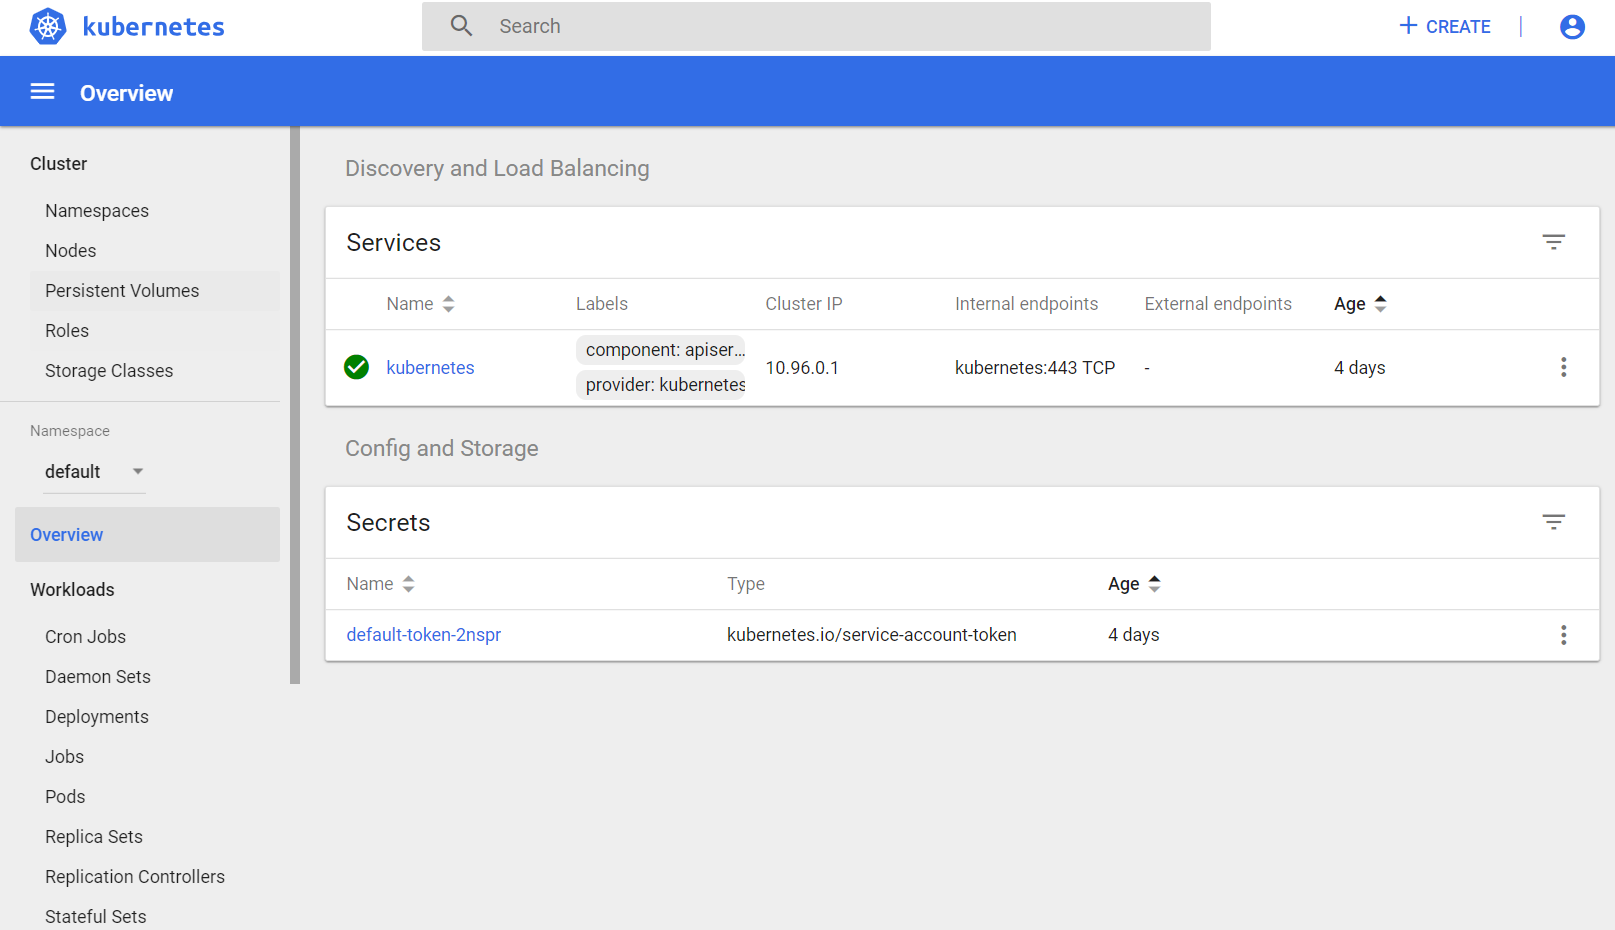 kubernetes
Search
CREATE
Overview
Cluster
Namespaces
Nodes
Persistent Volumes
Roles
Storage Classes
Namespace
default
Overview
Workloads
Cron Jobs
Daemon Sets
Deployments
Jobs
Pods
Replica Sets
Replication Controllers
Stateful Sets
Discovery and Load Balancing
Services
Name Labels Cluster IP Internal endpoints External endpoints Age
kubernetes component: apiser... provider: kubernetes 10.96.0.1 kubernetes:443 TCP - 4 days
Config and Storage
Secrets
Name Type Age
default-token-2nspr kubernetes.io/service-account-token 4 days